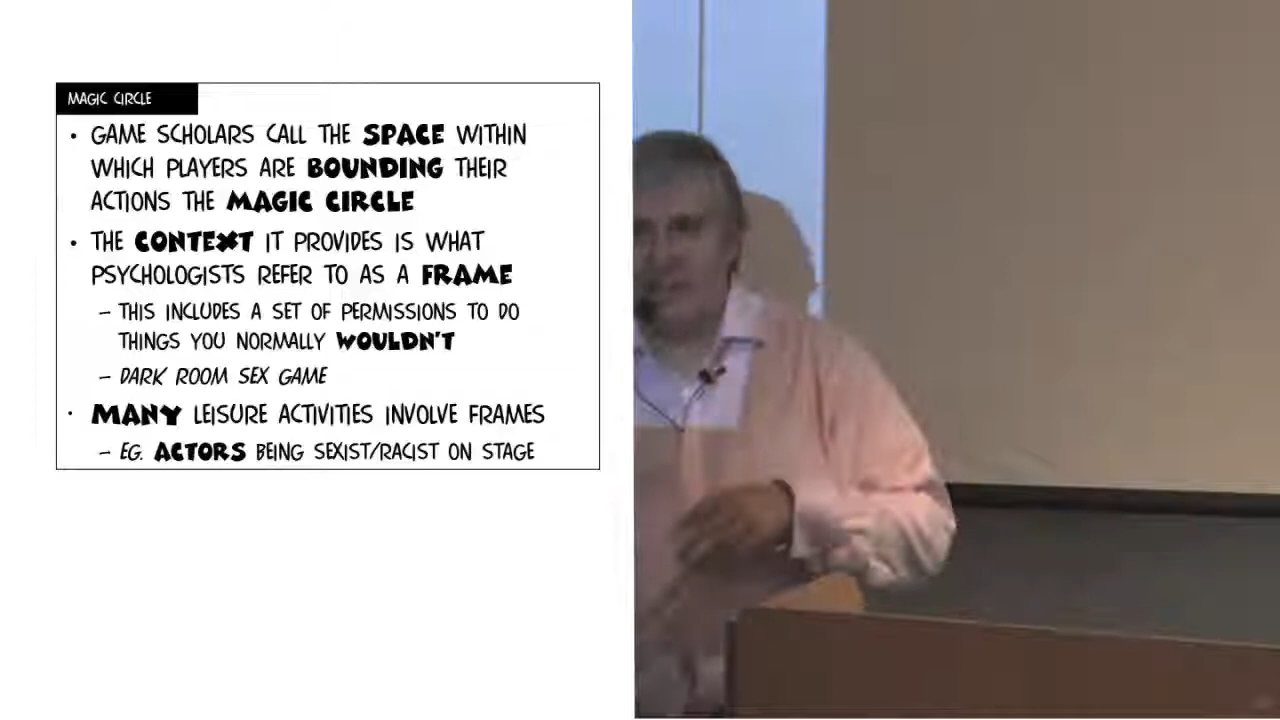 MAGIC CIRCLE
• GAME SCHOLARS CALL THE SPACE WITHIN
WHICH PLAYERS ARE BOUNDING THEIR
ACTIONS THE MAGIC CIRCLE
• THE CONTEXT IT PROVIDES IS WHAT
PSYCHOLOGISTS REFER TO AS A FRAME
– THIS INCLUDES A SET OF PERMISSIONS TO DO
THINGS YOU NORMALLY WOULDN'T
– DARK ROOM SEX GAME
• MANY LEISURE ACTIVITIES INVOLVE FRAMES
– EG. ACTORS BEING SEXIST/RACIST ON STAGE